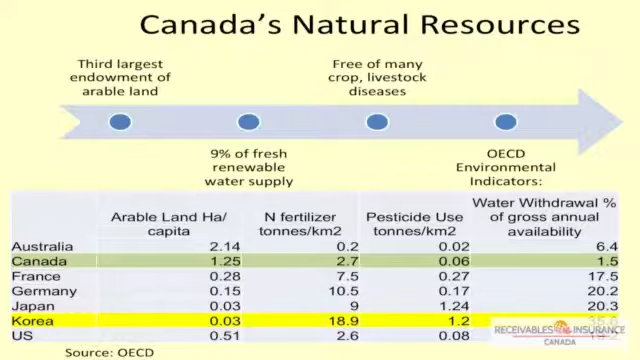 Canada's Natural Resources
Third largest
endowment of
arable land
Free of many
crop, livestock
diseases
9% of fresh
renewable
water supply
OECD
Environmental
Indicators:
Arable Land Ha/
capita
N fertilizer
tonnes/km2
Pesticide Use
tonnes/km2
Water Withdrawal %
of gross annual
availability
Australia 2.14 0.2 0.02 6.4
Canada 1.25 2.7 0.06 1.5
France 0.28 7.5 0.27 17.5
Germany 0.15 10.5 0.17 20.2
Japan 0.03 9 1.24 20.3
Korea 0.03 18.9 1.2
US 0.51 2.6 0.08
RECEIVABLES INSURANCE
CANADA
Source: OECD